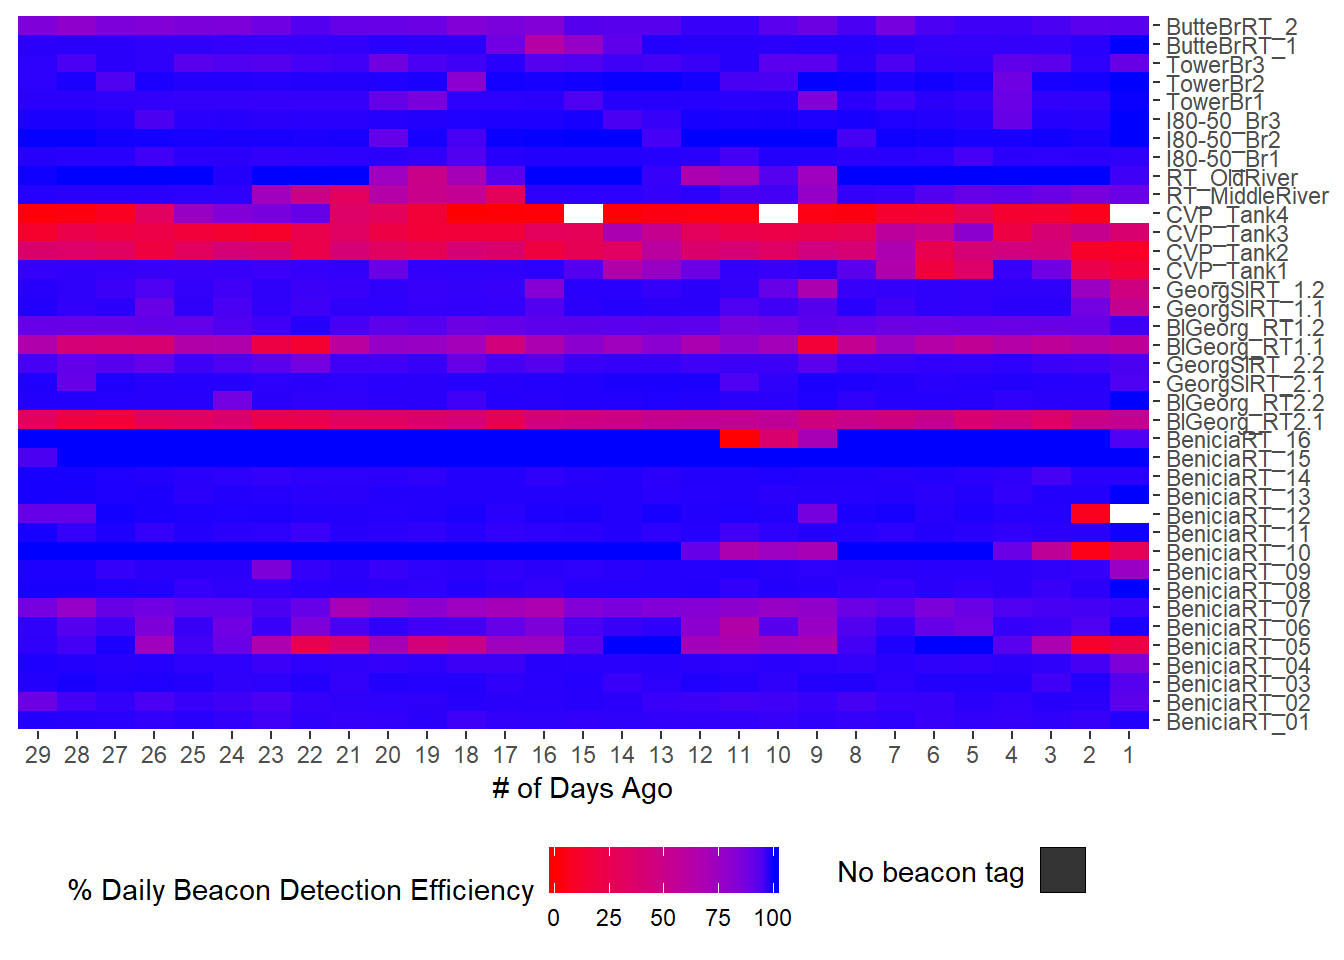 ButteBrRT_2
ButteBrRT_1
TowerBr3
TowerBr2
TowerBr1
I80-50_Br3
I80-50_Br2
I80-50_Br1
RT_OldRiver
RT_MiddleRiver
CVP_Tank4
CVP_Tank3
CVP_Tank2
CVP_Tank1
GeorgSlRT_1.2
GeorgSlRT_1.1
BlGeorg_RT1.2
BlGeorg_RT1.1
GeorgSlRT_2.2
GeorgSlRT_2.1
BlGeorg_RT2.2
BlGeorg_RT2.1
BeniciaRT_16
BeniciaRT_15
BeniciaRT_14
BeniciaRT_13
BeniciaRT_12
BeniciaRT_11
BeniciaRT_10
BeniciaRT_09
BeniciaRT_08
BeniciaRT_07
BeniciaRT_06
BeniciaRT_05
BeniciaRT_04
BeniciaRT_03
BeniciaRT_02
BeniciaRT_01
29 28 27 26 25 24 23 22 21 20 19 18 17 16 15 14 13 12 11 10 9 8 7 6 5 4 3 2 1
# of Days Ago
% Daily Beacon Detection Efficiency
0 25 50 75 100
No beacon tag